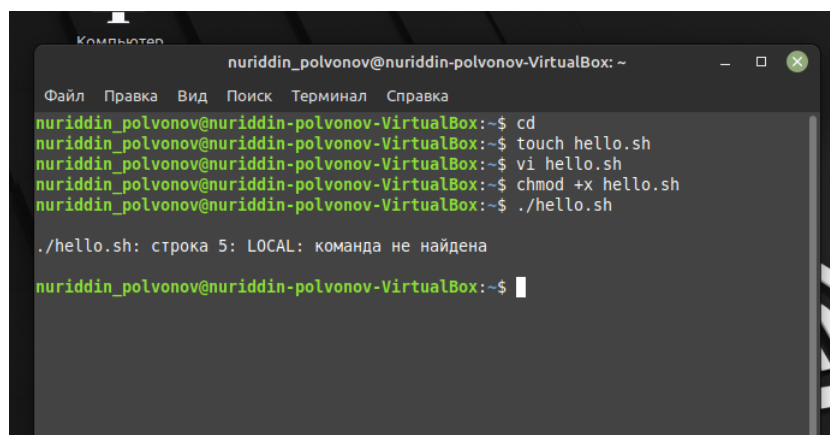 Компьютер
nuriddin_polvonov@nuriddin-polvonov-VirtualBox: ~
Файл Правка Вид Поиск Терминал Справка
nuriddin_polvonov@nuriddin-polvonov-VirtualBox:~$ cd
nuriddin_polvonov@nuriddin-polvonov-VirtualBox:~$ touch hello.sh
nuriddin_polvonov@nuriddin-polvonov-VirtualBox:~$ vi hello.sh
nuriddin_polvonov@nuriddin-polvonov-VirtualBox:~$ chmod +x hello.sh
nuriddin_polvonov@nuriddin-polvonov-VirtualBox:~$ ./hello.sh
./hello.sh: строка 5: LOCAL: команда не найдена
nuriddin_polvonov@nuriddin-polvonov-VirtualBox:~$